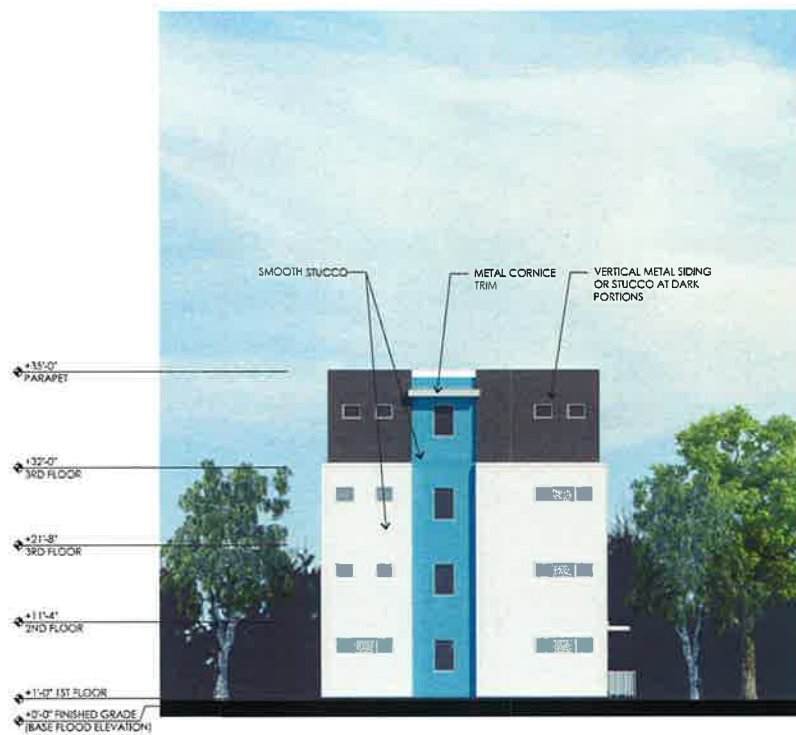 SMOOTH STUCCO
METAL CORNICE
TRIM
VERTICAL METAL SIDING
OR STUCCO AT DARK
PORTIONS
+35'-0"
PARAPET
+32'-0"
3RD FLOOR
+21'-8"
3RD FLOOR
+11'-4"
2ND FLOOR
+1'-0" 1ST FLOOR
+0'-0" FINISHED GRADE
(BASE FLOOD ELEVATION)